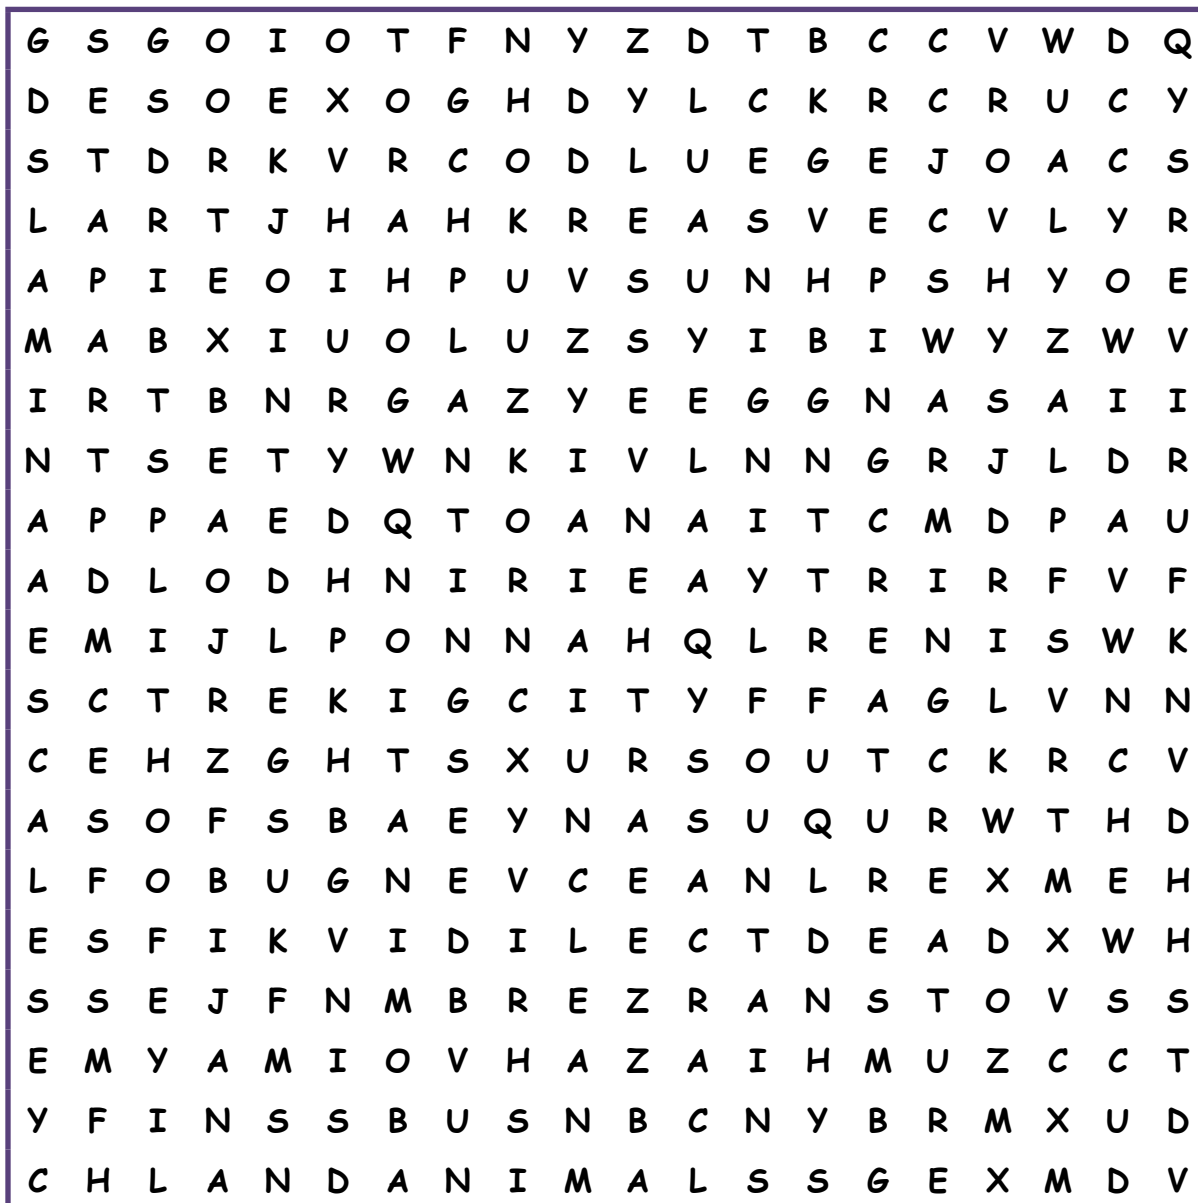 G S G O I O T F N Y Z D T B C C V W D Q
D E S O E X O G H D Y L C K R C R U C Y
S T D R K V R C O D L U E G E J O A C S
L A R T J H A H K R E A S V E C V L Y R
A P I E O I H P U V S U N H P S H Y O E
M A B X I U O L U Z S Y I B I W Y Z W V
I R T B N R G A Z Y E E G G N A S A I I
N T S E T Y W N K I V L N N G R J L D R
A P P A E D Q T O A N A I T C M D P A U
A D L O D H N I R I E A Y T R I R F V F
E M I J L P O N N A H Q L R E N I S W K
S C T R E K I G C I T Y F F A G L V N N
C E H Z G H T S X U R S O U T C K R C V
A S O F S B A E Y N A S U Q U R W T H D
L F O B U G N E V C E A N L R E X M E H
E S F I K V I D I L E C T D E A D X W H
S S E J F N M B R E Z R A N S T O V S S
E M Y A M I O V H A Z A I H M U Z C C T
Y F I N S S B U S N B C N Y B R M X U D
C H L A N D A N I M A L S S G E X M D V